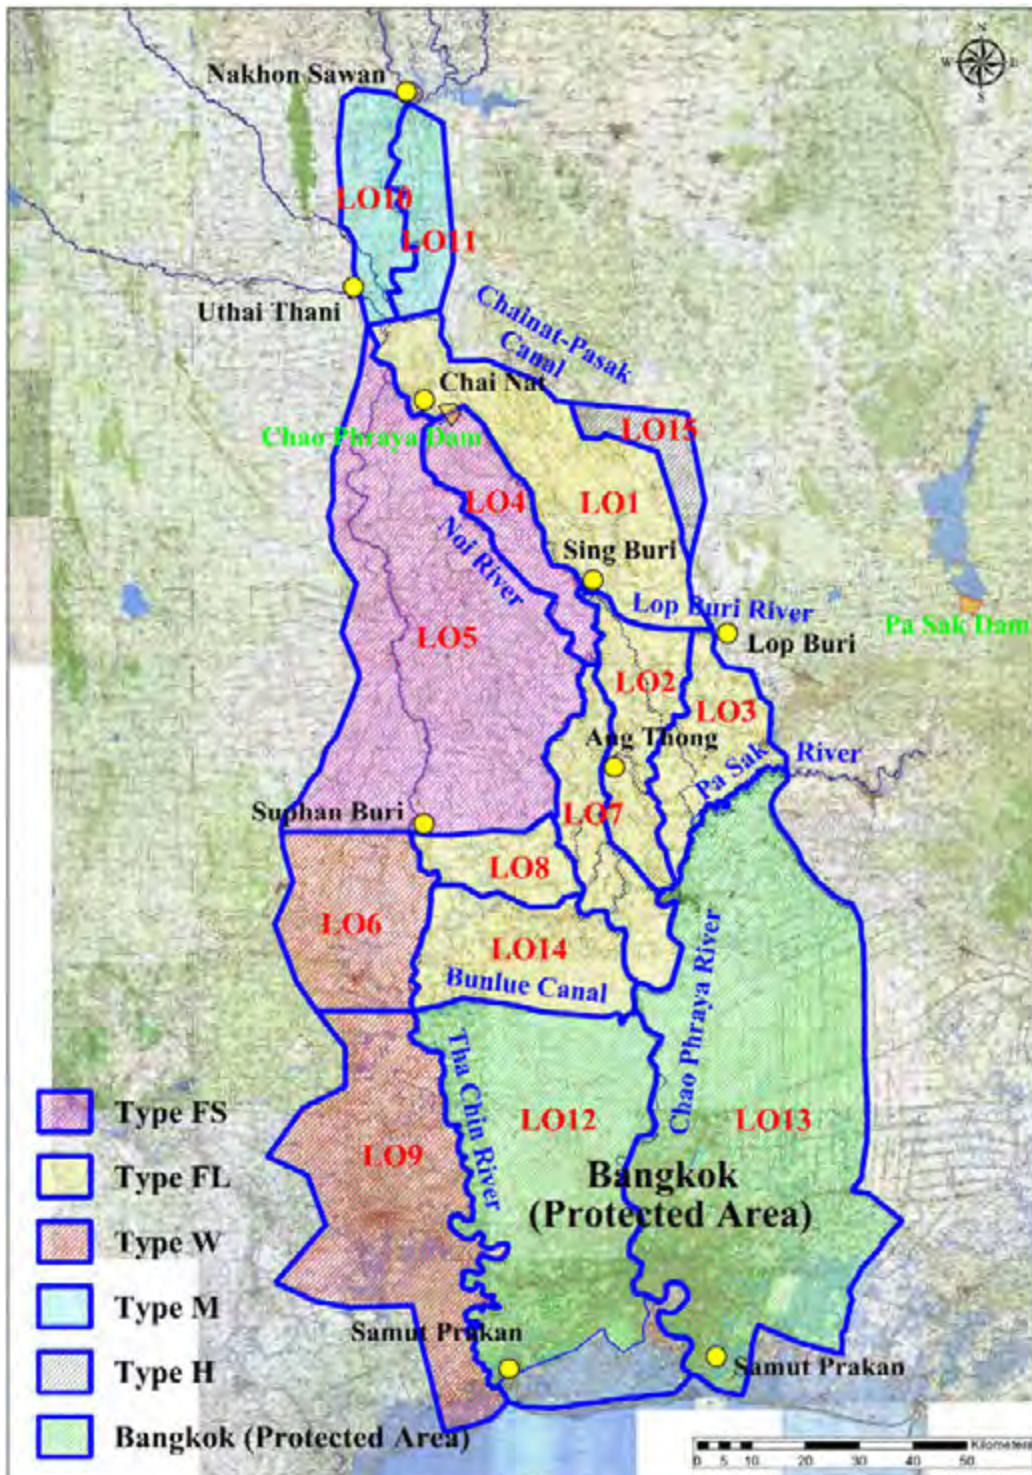 N
W
E
S
Nakhon Sawan
LO10
LO11
Uthai Thani
Chainat-Pasak
Canal
Chai Nat
Chao Phraya Dam
LO15
LO4
LO1
Noi River
Sing Buri
Lop Buri River
Pa Sak Dam
LO5
Lop Buri
LO2
LO3
Ang Thong
Pa Sak
River
Suphan Buri
LO7
LO8
LO6
LO14
Bunlue Canal
Chao Phraya River
Tha Chin River
LO12
LO13
LO9
Bangkok
(Protected Area)
Samut Prakan
Samut Prakan
Type FS
Type FL
Type W
Type M
Type H
Bangkok (Protected Area)
Kilometers
0 5 10 20 30 40 50